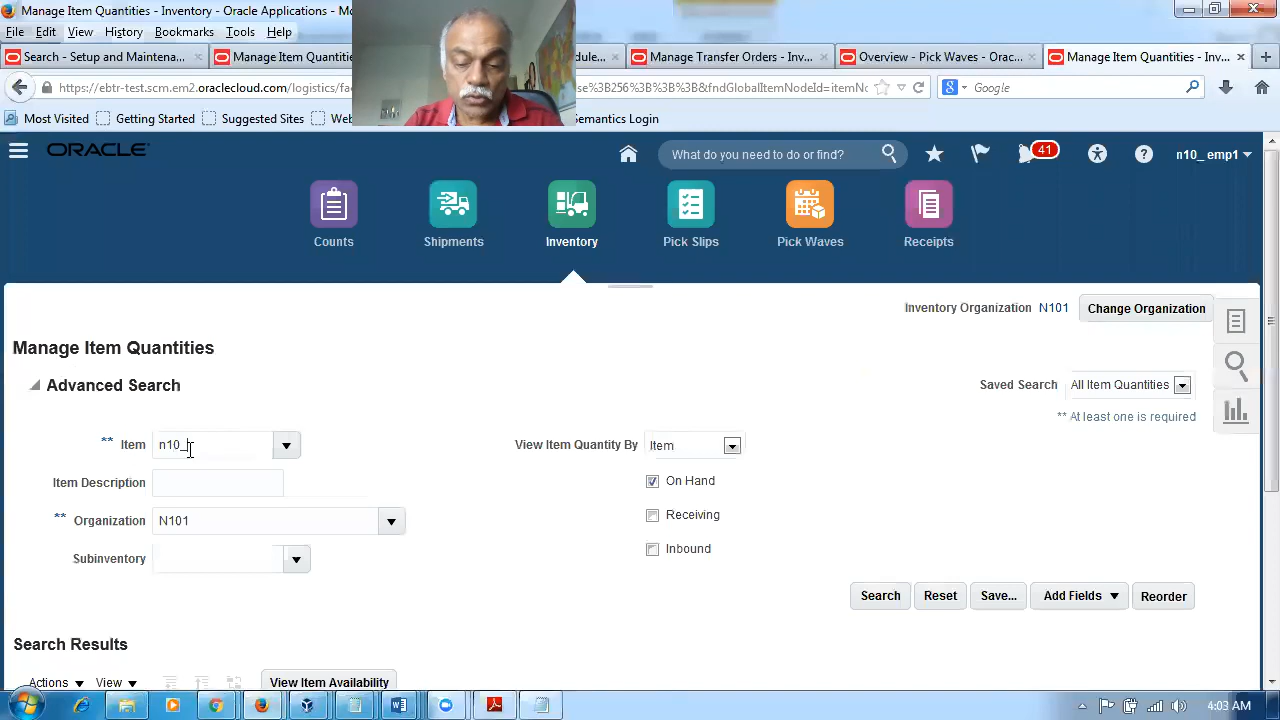 Manage Item Quantities - Inventory - Oracle Applications - Mo
File Edit View History Bookmarks Tools Help
Search - Setup and Maintena... Manage Item Quantities dule... Manage Transfer Orders - Inv... Overview - Pick Waves - Orac... Manage Item Quantities - Inv...
https://ebtr-test.scm.em2.oraclecloud.com/logistics/fac se%3B256%3B%3B&fndGlobalItemNodeId=itemNo Google
Most Visited Getting Started Suggested Sites Web emantics Login
ORACLE What do you need to do or find? 41 n10_emp1
Counts Shipments Inventory Pick Slips Pick Waves Receipts
Inventory Organization N101 Change Organization
Manage Item Quantities
Advanced Search Saved Search All Item Quantities
** At least one is required
** Item n10_ View Item Quantity By Item
Item Description On Hand
** Organization N101 Receiving
Subinventory Inbound
Search Reset Save... Add Fields Reorder
Search Results
Actions View View Item Availability
4:03 AM